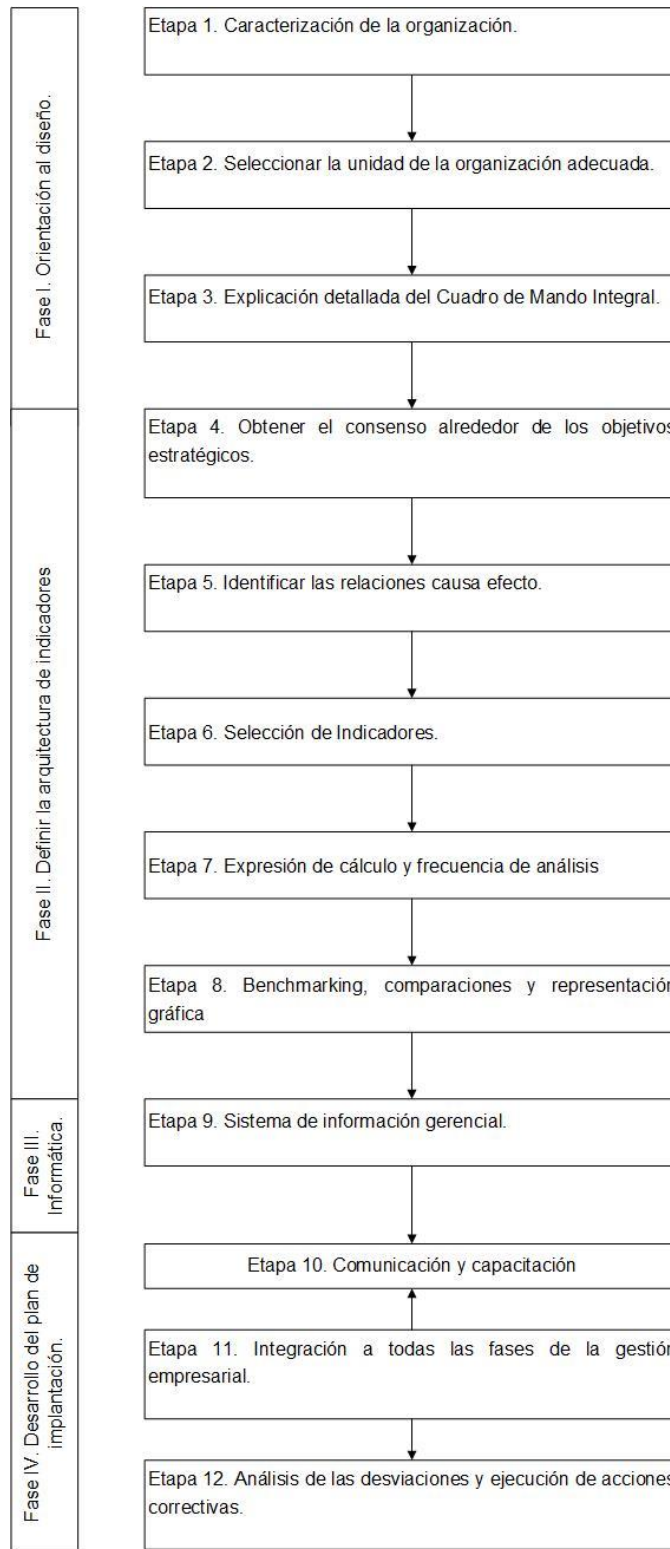 Fase I. Orientación al diseño.
Etapa 1. Caracterización de la organización.
Etapa 2. Seleccionar la unidad de la organización adecuada.
Etapa 3. Explicación detallada del Cuadro de Mando Integral.
Fase II. Definir la arquitectura de indicadores
Etapa 4. Obtener el consenso alrededor de los objetivos
estratégicos.
Etapa 5. Identificar las relaciones causa efecto.
Etapa 6. Selección de Indicadores.
Etapa 7. Expresión de cálculo y frecuencia de análisis
Etapa 8. Benchmarking, comparaciones y representación
gráfica
Fase III.
Informática.
Etapa 9. Sistema de información gerencial.
Fase IV. Desarrollo del plan de
implantación.
Etapa 10. Comunicación y capacitación
Etapa 11. Integración a todas las fases de la gestión
empresarial.
Etapa 12. Análisis de las desviaciones y ejecución de acciones
correctivas.